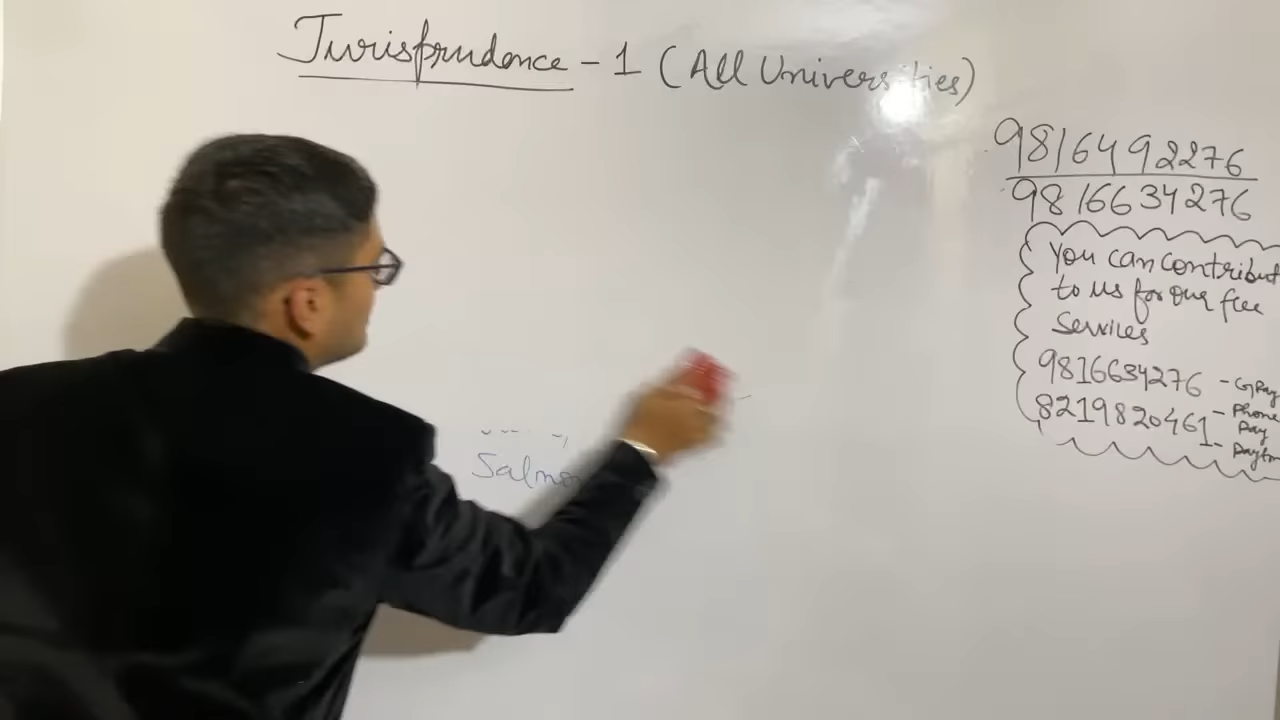 Jurisprudence - 1 (All Universities)
9816492276
9816634276
You can contribut
to us for our free
Services
9816634276 - GPay
8219820461 - Phone
Pay
- Paytm
Salmo